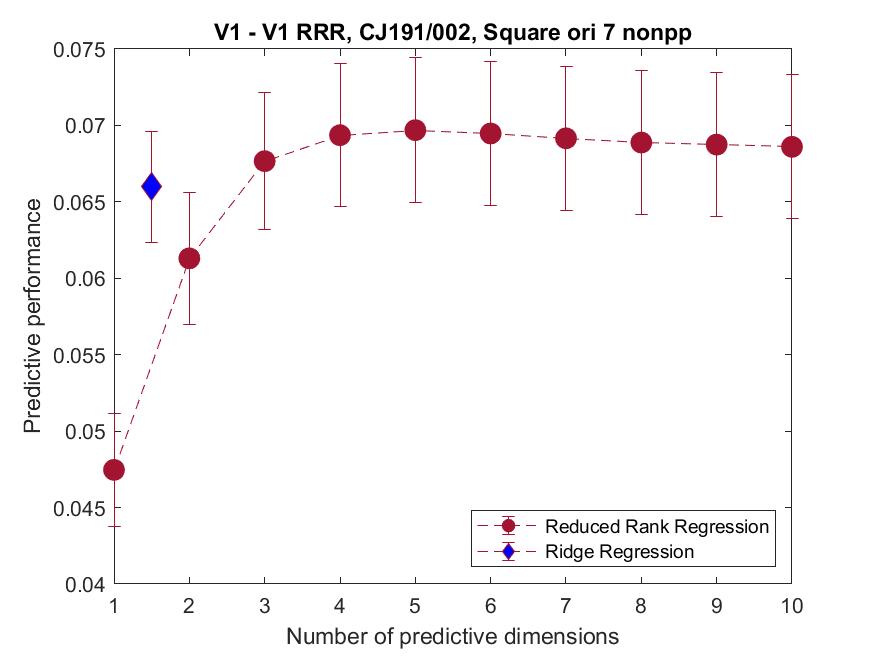 V1 - V1 RRR, CJ191/002, Square ori 7 nonpp
0.075
0.07
0.065
0.06
0.055
0.05
0.045
0.04
Predictive performance
1 2 3 4 5 6 7 8 9 10
Number of predictive dimensions
Reduced Rank Regression
Ridge Regression